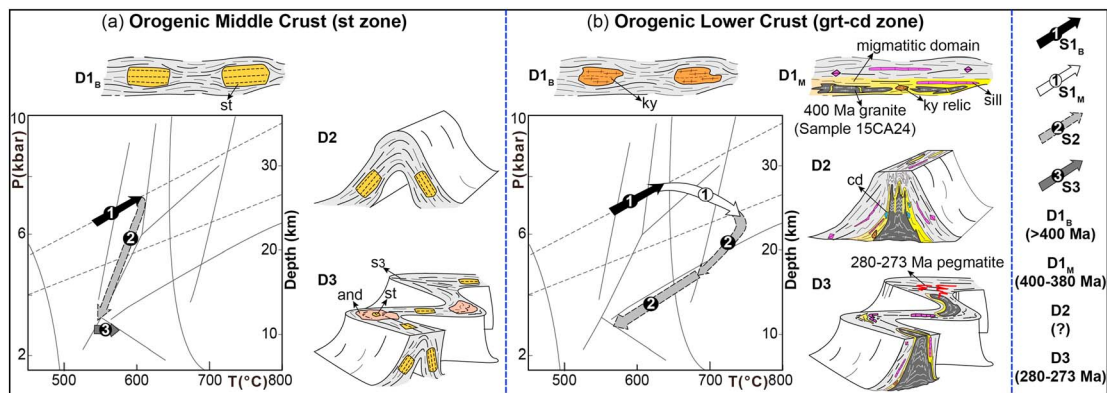 (a) Orogenic Middle Crust (st zone)
D1B
st
10
P(kbar)
6
2
30
20
10
Depth (km)
500
600
700
T(°C)
800
1
2
3
D2
D3
s3
and
st
(b) Orogenic Lower Crust (grt-cd zone)
D1B
ky
D1M
migmatitic domain
400 Ma granite
(Sample 15CA24)
ky relic
sill
10
P(kbar)
6
2
30
20
10
Depth (km)
500
600
700
T(°C)
800
1
1
2
2
D2
cd
280-273 Ma pegmatite
D3
1
S1B
1
S1M
2
S2
3
S3
D1B
(>400 Ma)
D1M
(400-380 Ma)
D2
(?)
D3
(280-273 Ma)